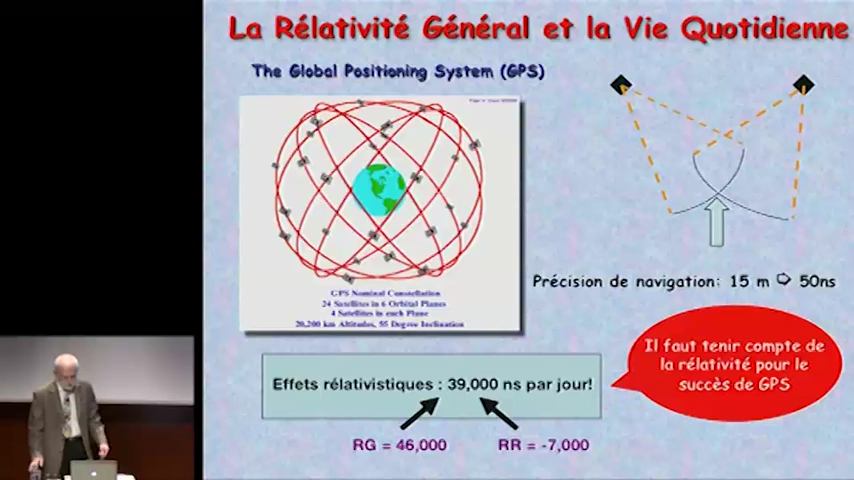 La Rélativité Général et la Vie Quotidienne
The Global Positioning System (GPS)
GPS Nominal Constellation
24 Satellites in 6 Orbital Planes
4 Satellites in each Plane
20,200 km Altitudes, 55 Degree Inclination
Précision de navigation: 15 m ➩ 50ns
Il faut tenir compte de
la rélativité pour le
succès de GPS
Effets rélativistiques : 39,000 ns par jour!
RG = 46,000
RR = -7,000